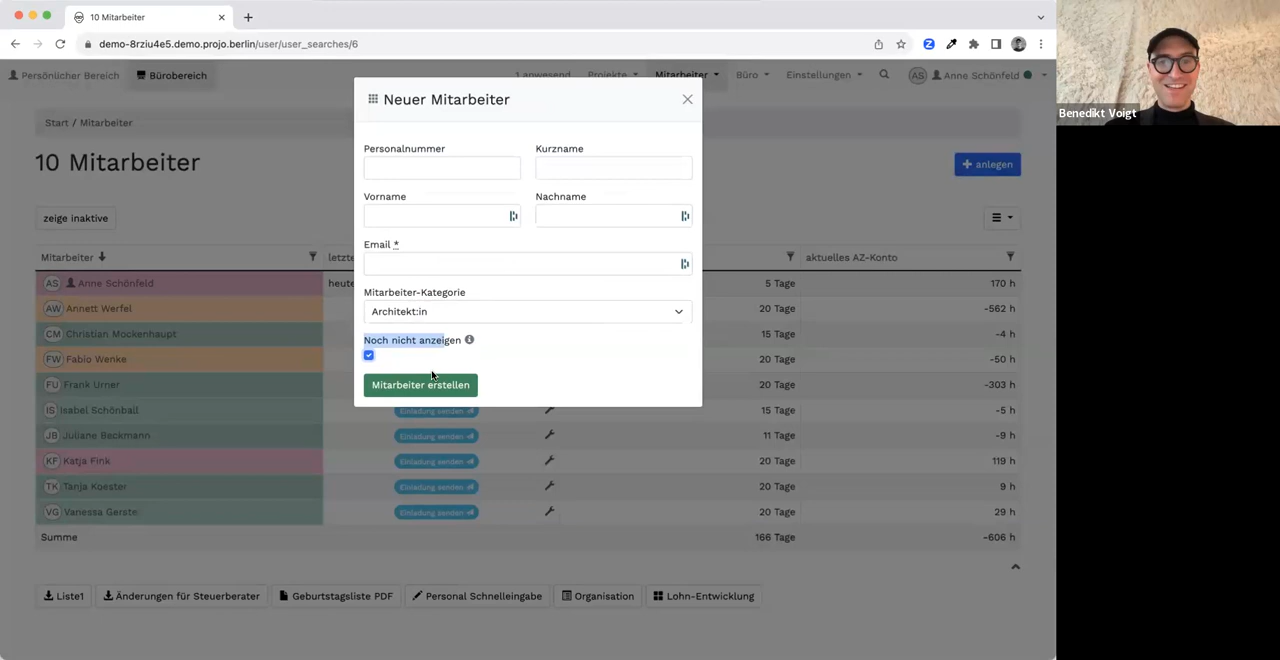 10 Mitarbeiter
demo-8rziu4e5.demo.projo.berlin/user/user_searches/6
Persönlicher Bereich Bürobereich 1 anwesend Projekte Mitarbeiter Büro Einstellungen AS Anne Schönfeld
Benedikt Voigt
Start / Mitarbeiter
10 Mitarbeiter
+ anlegen
zeige inaktive
Neuer Mitarbeiter
Personalnummer Kurzname
Vorname Nachname
Email *
Mitarbeiter-Kategorie
Architekt:in
Noch nicht anzeigen
Mitarbeiter erstellen
Mitarbeiter letzte aktuelles AZ-Konto
AS Anne Schönfeld heute 5 Tage 170 h
AW Annett Werfel 20 Tage -562 h
CM Christian Mockenhaupt 15 Tage -4 h
FW Fabio Wenke 20 Tage -50 h
FU Frank Urner 20 Tage -303 h
IS Isabel Schönball Einladung senden 15 Tage -5 h
JB Juliane Beckmann Einladung senden 11 Tage -9 h
KF Katja Fink Einladung senden 20 Tage 119 h
TK Tanja Koester Einladung senden 20 Tage 9 h
VG Vanessa Gerste Einladung senden 20 Tage 29 h
Summe 166 Tage -606 h
Liste1 Änderungen für Steuerberater Geburtstagsliste PDF Personal Schnelleingabe Organisation Lohn-Entwicklung